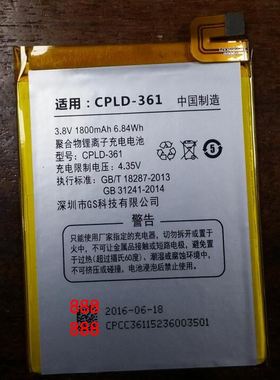 适用：CPLD-361 中国制造
3.8V 1800mAh 6.84Wh
聚合物锂离子充电电池
型号：CPLD-361
充电限制电压：4.35V
执行标准：GB/T 18287-2013
GB 31241-2014
深圳市GS科技有限公司
5
警告
只能使用厂家指定的充电器，切勿拆开或
火中，不可让金属品接触或短路电极，避免置
于过热（超过摄氏60度）、潮湿或腐蚀
环境中，不可挤压或碰撞。电池浸泡后禁止
使用。
2016-06-18
CPCC36115236003501